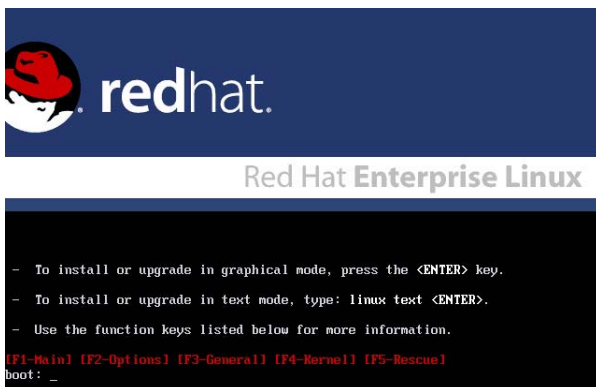 redhat.
Red Hat Enterprise Linux
- To install or upgrade in graphical mode, press the <ENTER> key.
- To install or upgrade in text mode, type: linux text <ENTER>.
- Use the function keys listed below for more information.
[F1-Main] [F2-Options] [F3-General] [F4-Kernel] [F5-Rescue]
boot: _